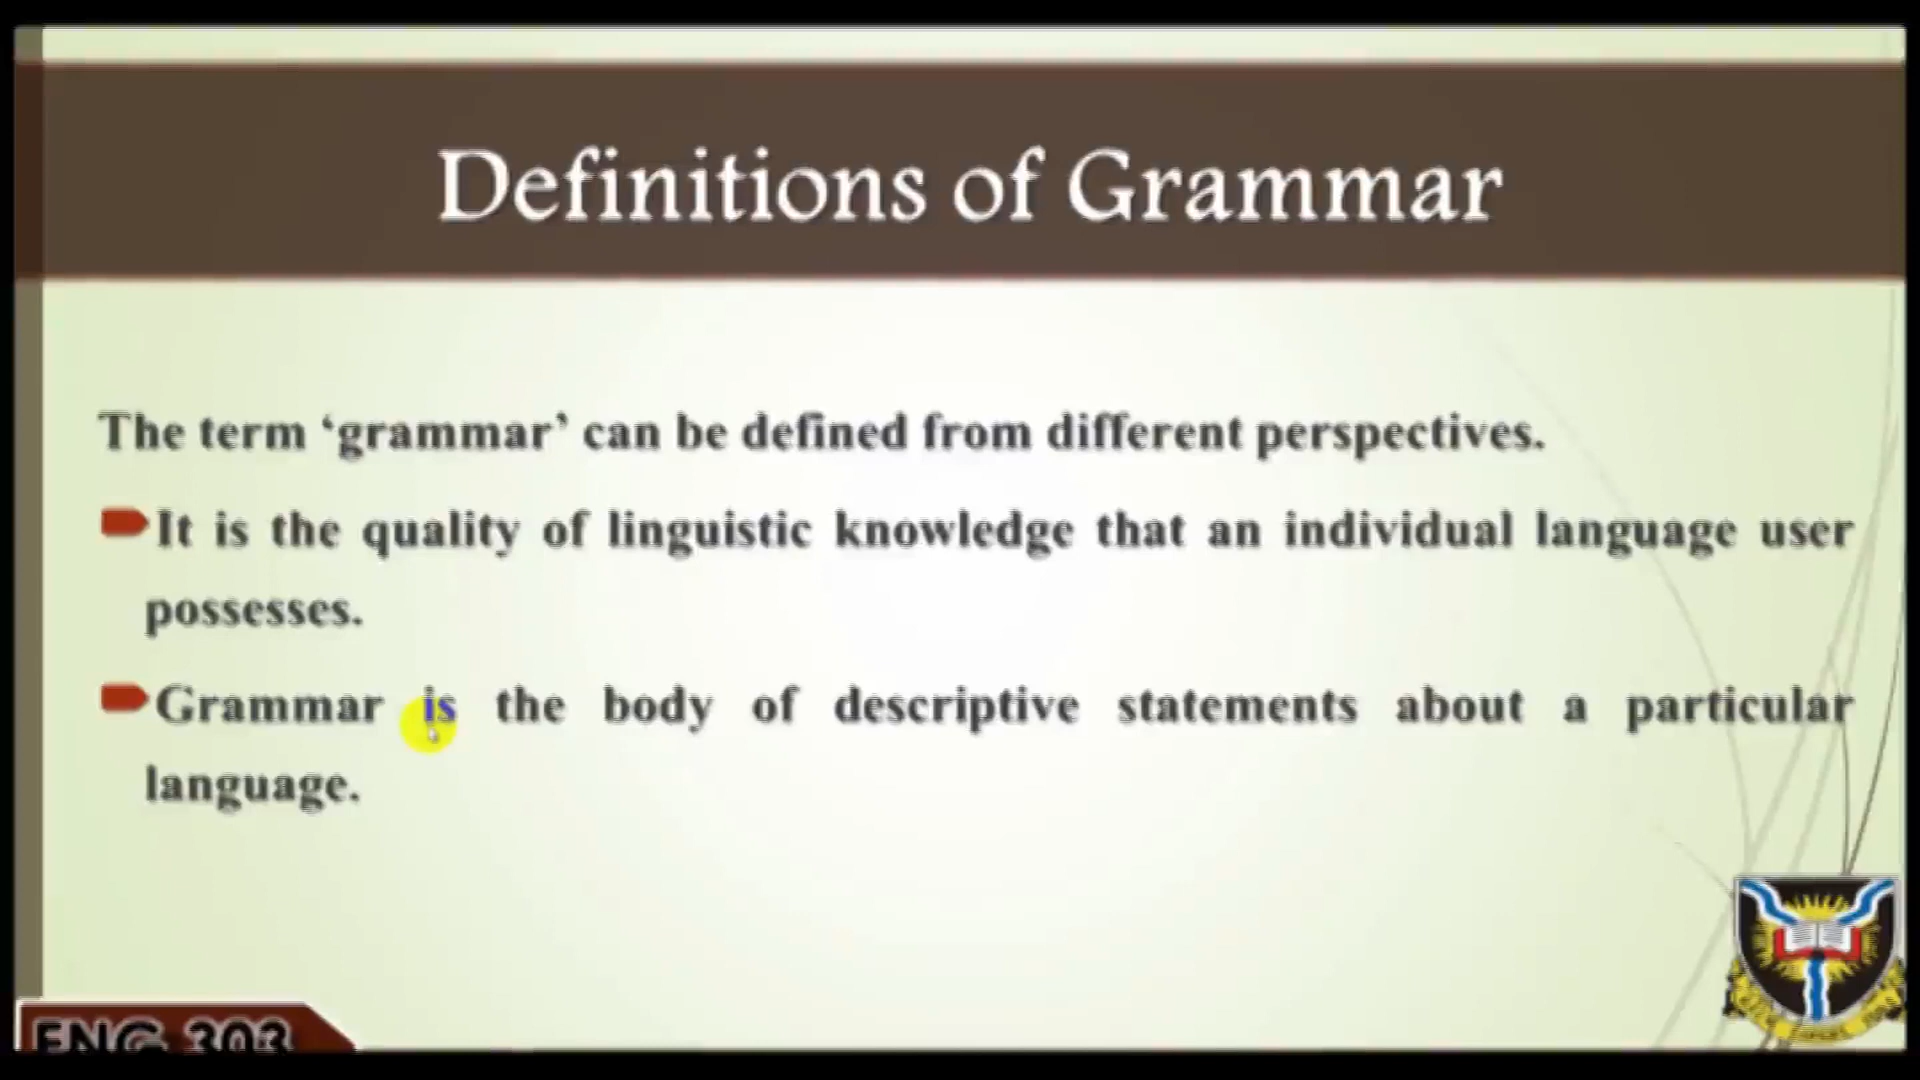 Definitions of Grammar
The term ‘grammar’ can be defined from different perspectives.
It is the quality of linguistic knowledge that an individual language user
possesses.
Grammar is the body of descriptive statements about a particular
language.
ENG 303